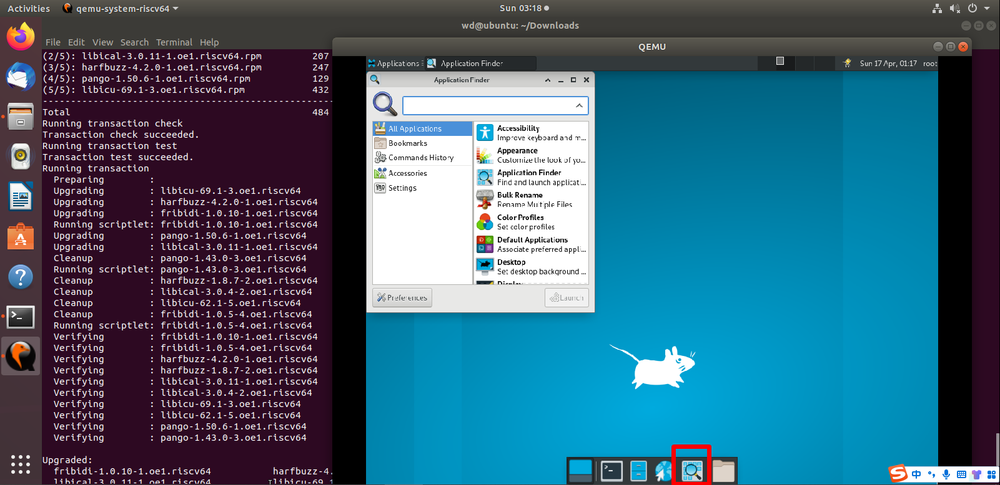 Activities
qemu-system-riscv64
Sun 03:18
wd@ubuntu: ~/Downloads
File Edit View Search Terminal Help
(2/5): libical-3.0.11-1.oe1.riscv64.rpm 207
(3/5): harfbuzz-4.2.0-1.oe1.riscv64.rpm 247
(4/5): pango-1.50.6-1.oe1.riscv64.rpm 129
(5/5): libicu-69.1-3.oe1.riscv64.rpm 432
--------------------------------------------------------------------------------
Total 484
Running transaction check
Transaction check succeeded.
Running transaction test
Transaction test succeeded.
Running transaction
Preparing :
Upgrading : libicu-69.1-3.oe1.riscv64
Upgrading : harfbuzz-4.2.0-1.oe1.riscv64
Upgrading : fribidi-1.0.10-1.oe1.riscv64
Running scriptlet: fribidi-1.0.10-1.oe1.riscv64
Upgrading : pango-1.50.6-1.oe1.riscv64
Upgrading : libical-3.0.11-1.oe1.riscv64
Cleanup : pango-1.43.0-3.oe1.riscv64
Running scriptlet: pango-1.43.0-3.oe1.riscv64
Cleanup : harfbuzz-1.8.7-2.oe1.riscv64
Cleanup : libical-3.0.4-2.oe1.riscv64
Cleanup : libicu-62.1-5.oe1.riscv64
Cleanup : fribidi-1.0.5-4.oe1.riscv64
Running scriptlet: fribidi-1.0.5-4.oe1.riscv64
Verifying : fribidi-1.0.10-1.oe1.riscv64
Verifying : fribidi-1.0.5-4.oe1.riscv64
Verifying : harfbuzz-4.2.0-1.oe1.riscv64
Verifying : harfbuzz-1.8.7-2.oe1.riscv64
Verifying : libical-3.0.11-1.oe1.riscv64
Verifying : libical-3.0.4-2.oe1.riscv64
Verifying : libicu-69.1-3.oe1.riscv64
Verifying : libicu-62.1-5.oe1.riscv64
Verifying : pango-1.50.6-1.oe1.riscv64
Verifying : pango-1.43.0-3.oe1.riscv64
Upgraded:
fribidi-1.0.10-1.oe1.riscv64 harfbuzz-4.
libical-3.0.11-1.oe1.riscv64 libicu-69.1
QEMU
Applications
Application Finder
Sun 17 Apr, 01:17 root
Application Finder
All Applications
Bookmarks
Commands History
Accessories
Settings
Accessibility
Improve keyboard and m...
Appearance
Customize the look of yo...
Application Finder
Find and launch applicati...
Bulk Rename
Rename Multiple Files
Color Profiles
Set color profiles
Default Applications
Associate preferred appli...
Desktop
Set desktop background ...
Display
Preferences
Launch
中